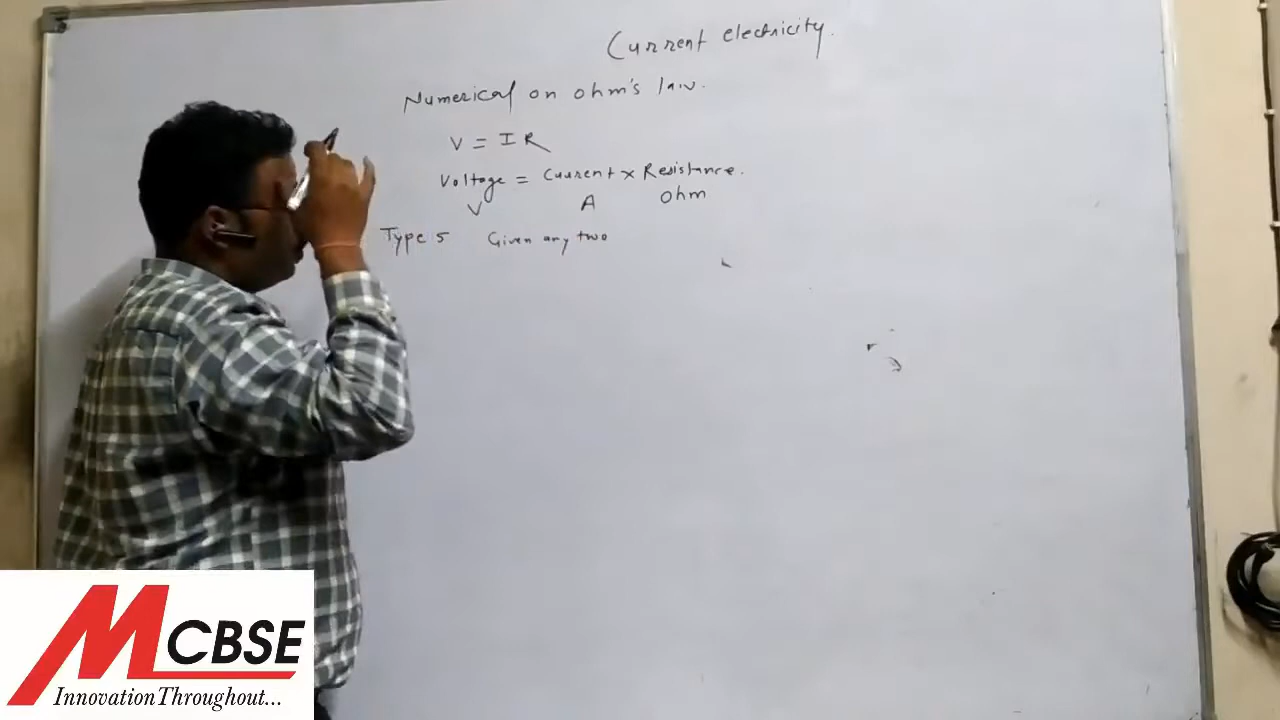 Current electricity.
Numerical on ohm's law.
V = IR
Voltage = Current × Resistance.
V A ohm
Type 5 Given any two
MCBSE
Innovation Throughout...